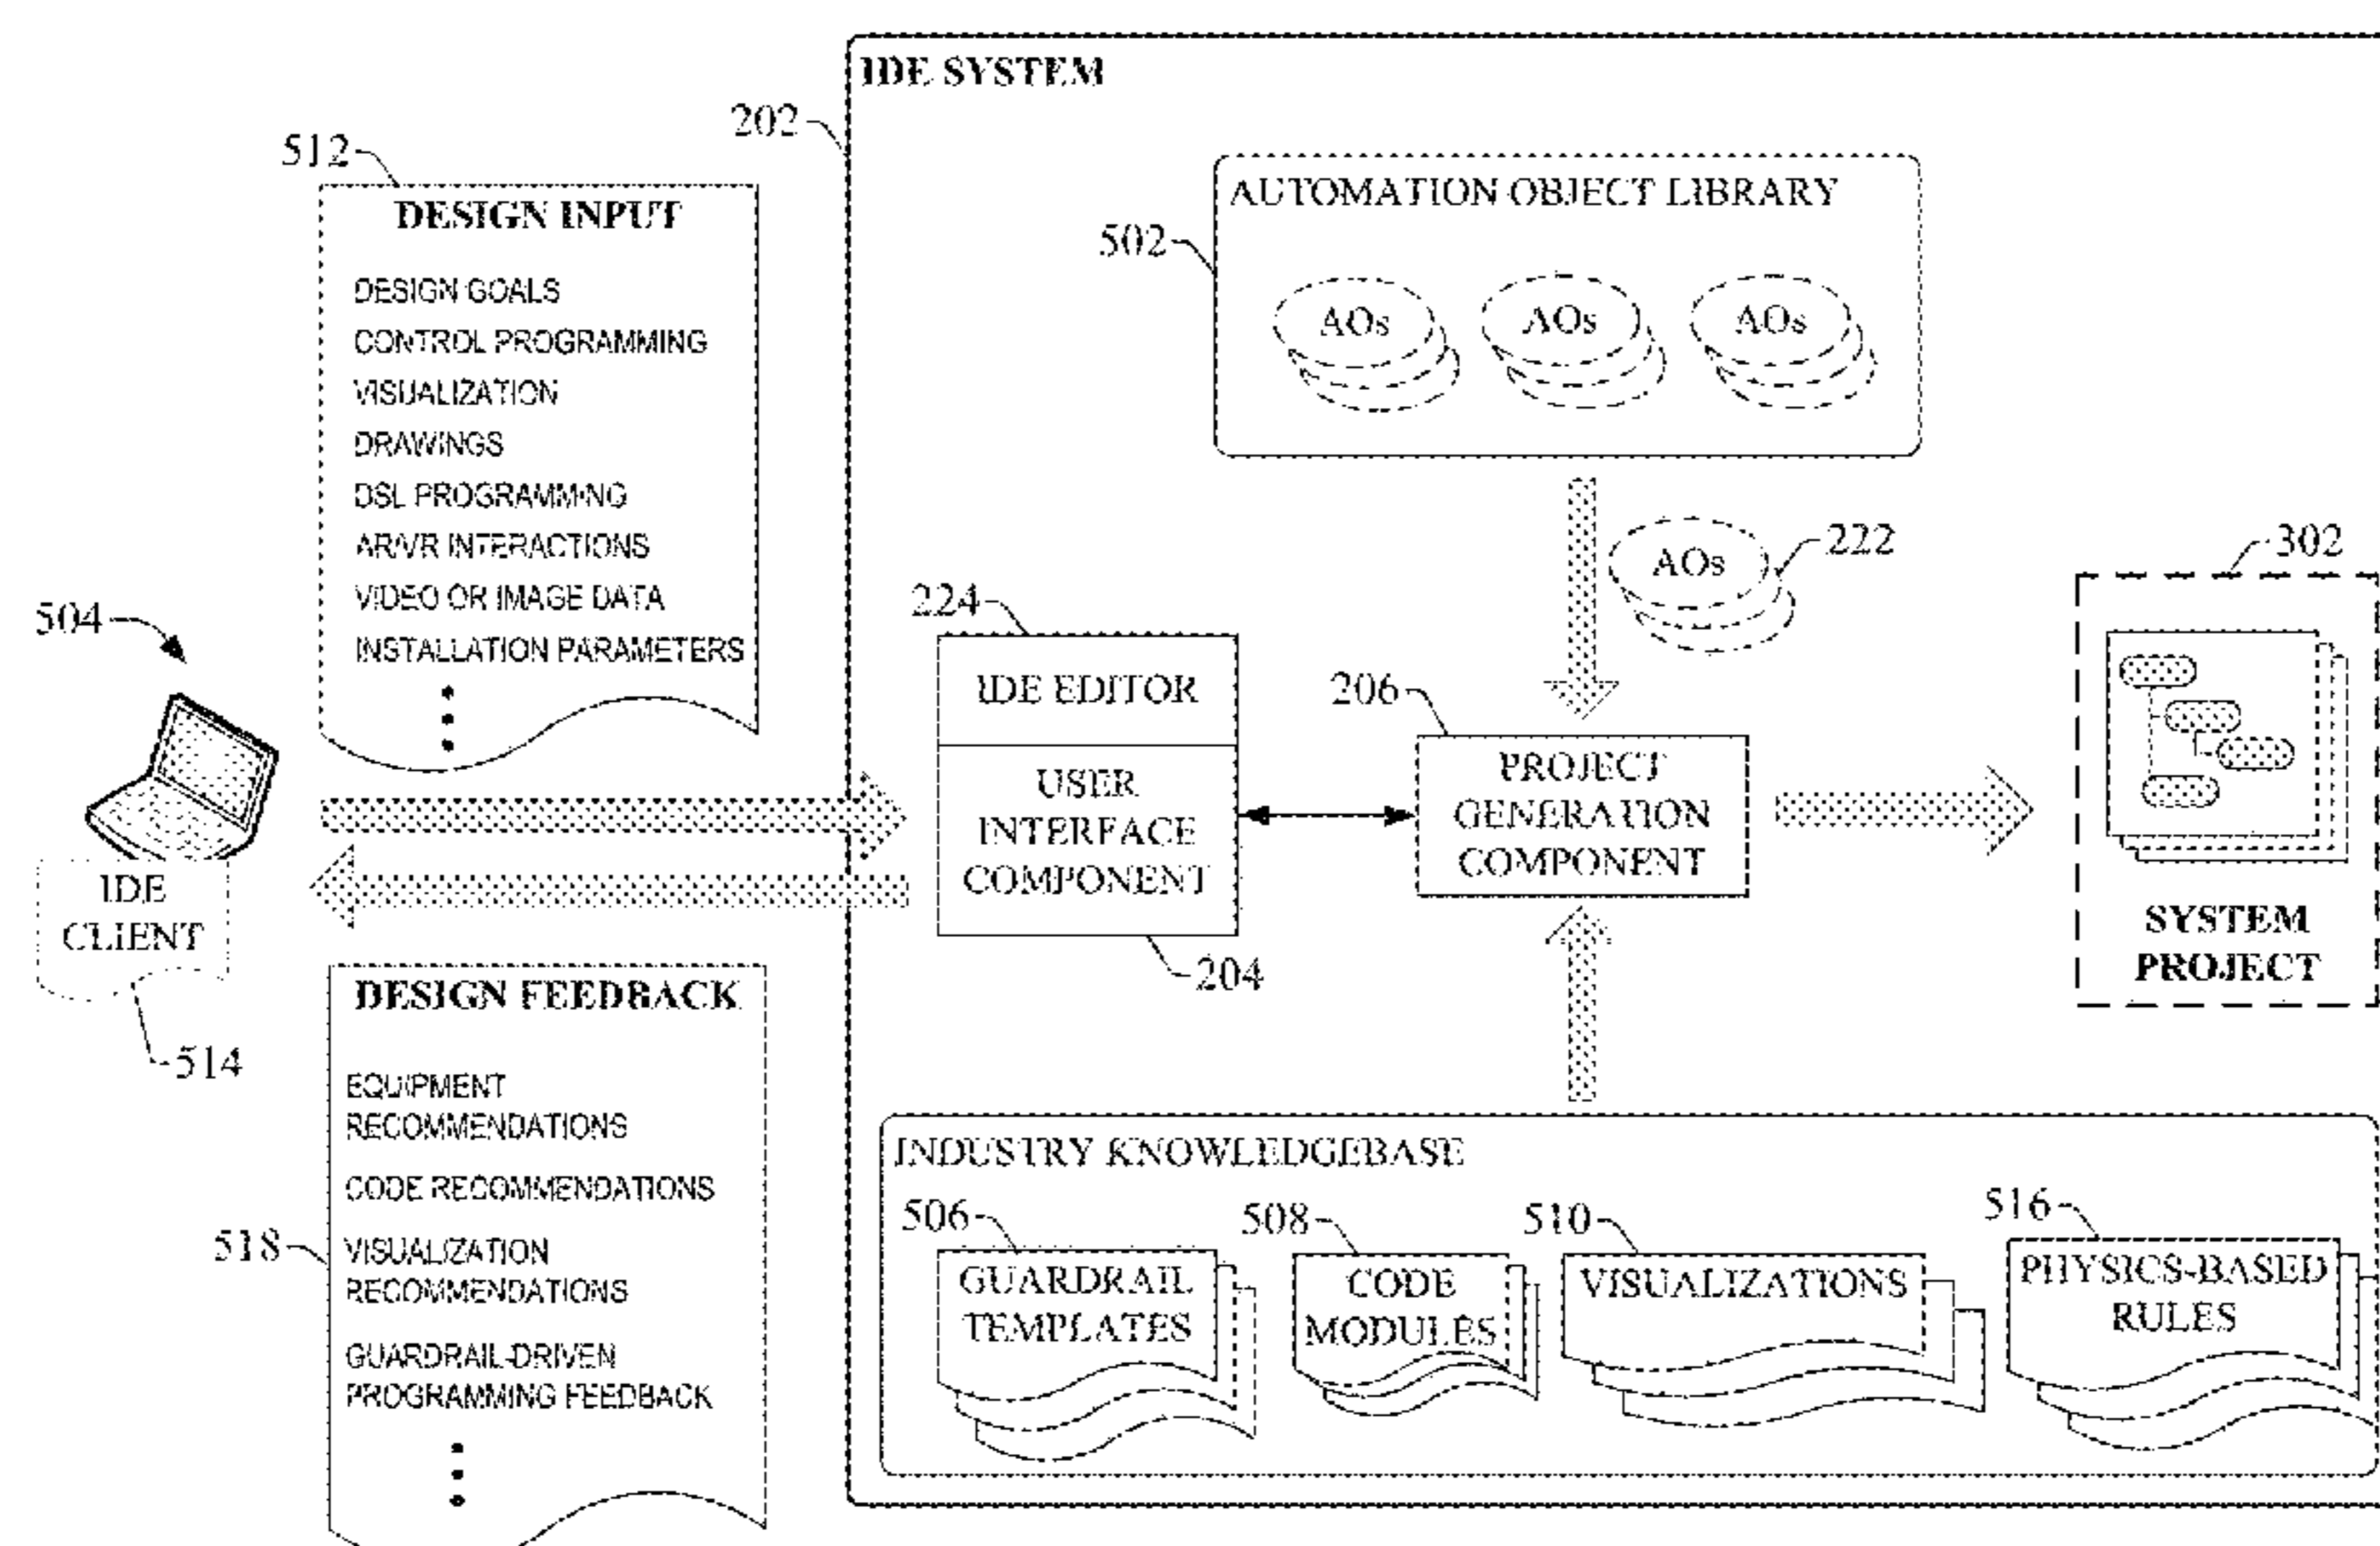 IDE SYSTEM
202
512
DESIGN INPUT
DESIGN GOALS
CONTROL PROGRAMMING
VISUALIZATION
DRAWINGS
DSL PROGRAMMING
AR/VR INTERACTIONS
VIDEO OR IMAGE DATA
INSTALLATION PARAMETERS
504
IDE
CLIENT
514
DESIGN FEEDBACK
EQUIPMENT
RECOMMENDATIONS
CODE RECOMMENDATIONS
VISUALIZATION
RECOMMENDATIONS
GUARDRAIL-DRIVEN
PROGRAMMING FEEDBACK
518
AUTOMATION OBJECT LIBRARY
502
AOs
AOs
AOs
AOs
222
224
IDE EDITOR
USER
INTERFACE
COMPONENT
204
206
PROJECT
GENERATION
COMPONENT
302
SYSTEM
PROJECT
INDUSTRY KNOWLEDGEBASE
506
GUARDRAIL
TEMPLATES
508
CODE
MODULES
510
VISUALIZATIONS
516
PHYSICS-BASED
RULES